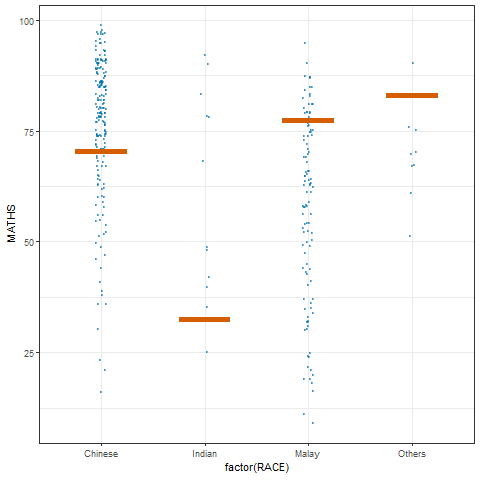 100
75
50
25
MATHS
Chinese
Indian
Malay
Others
factor(RACE)